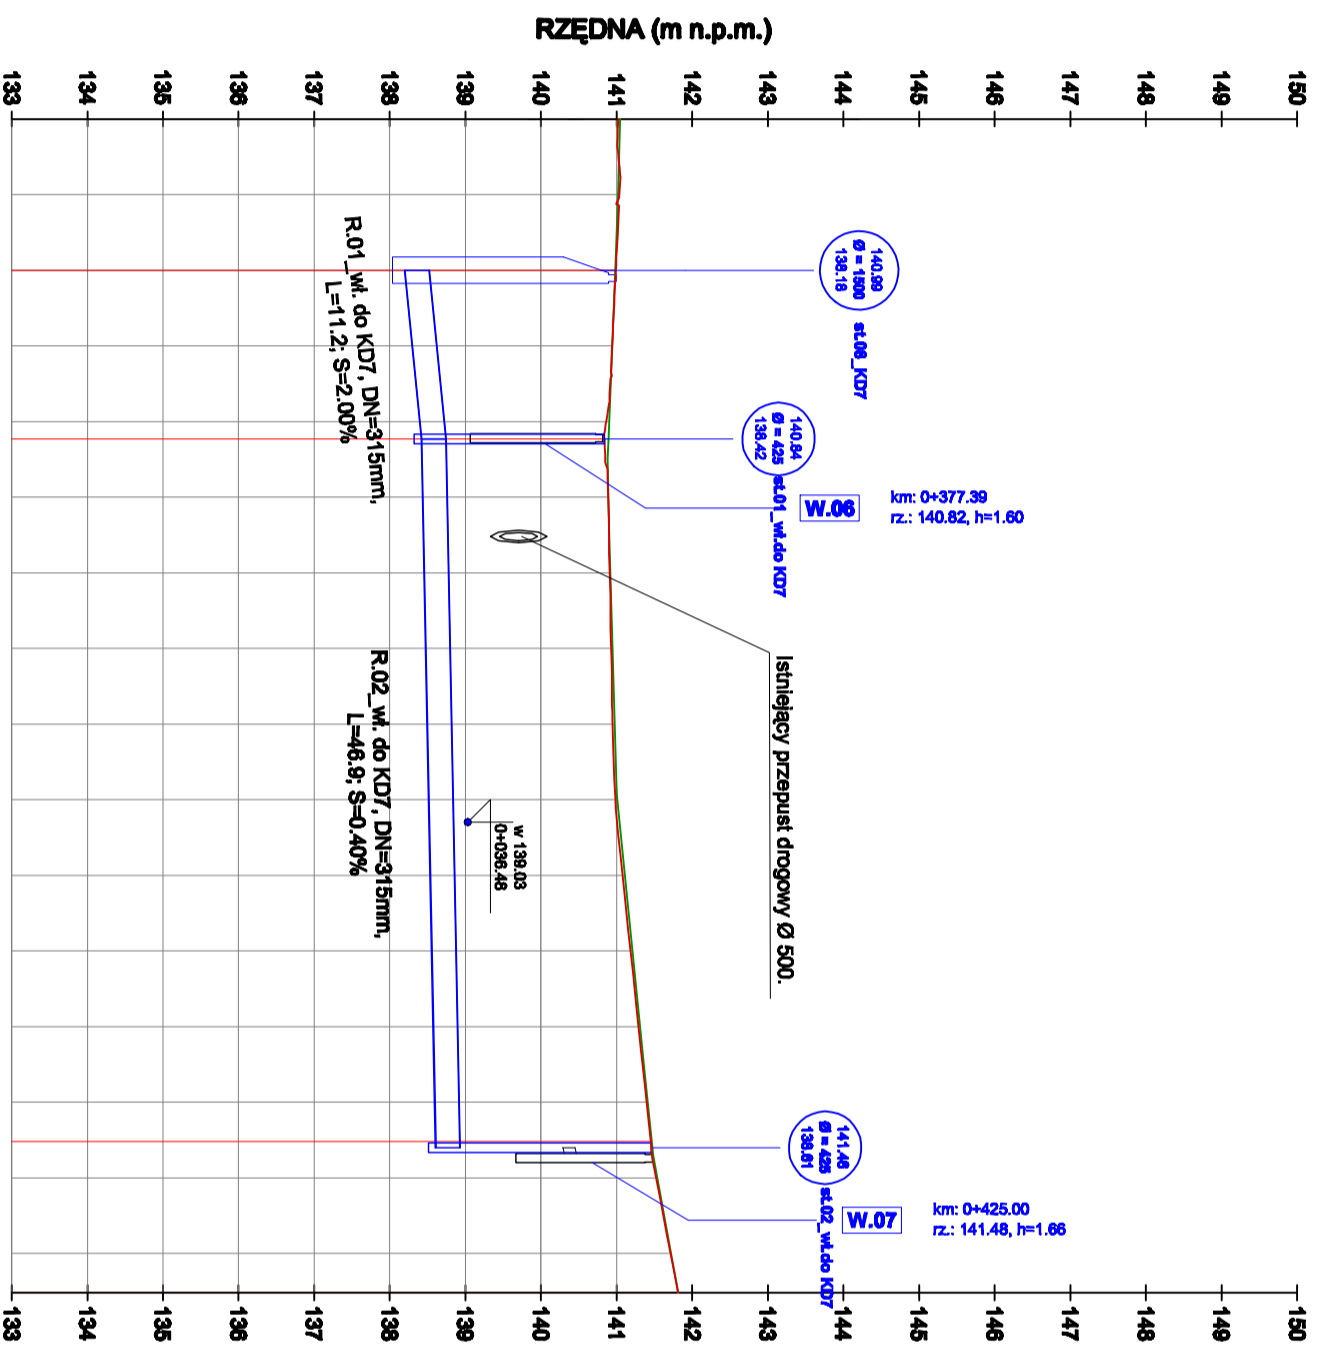 RZĘDNA (m n.p.m.)
133
134
135
136
137
138
139
140
141
142
143
144
145
146
147
148
149
150
140.99
Ø = 1500
138.18
st.06_KD7
140.84
Ø = 425
138.42
st.01_wł.do KD7
W.06
km: 0+377.39
rz.: 140.82, h=1.60
R.01_wł. do KD7, DN=315mm,
L=11.2; S=2.00%
Istniejący przepust drogowy Ø 500.
R.02_wł. do KD7, DN=315mm,
L=46.9; S=0.40%
w 139.03
0+036.48
141.46
Ø = 425
138.61
st.02_wł.do KD7
W.07
km: 0+425.00
rz.: 141.48, h=1.66
133
134
135
136
137
138
139
140
141
142
143
144
145
146
147
148
149
150